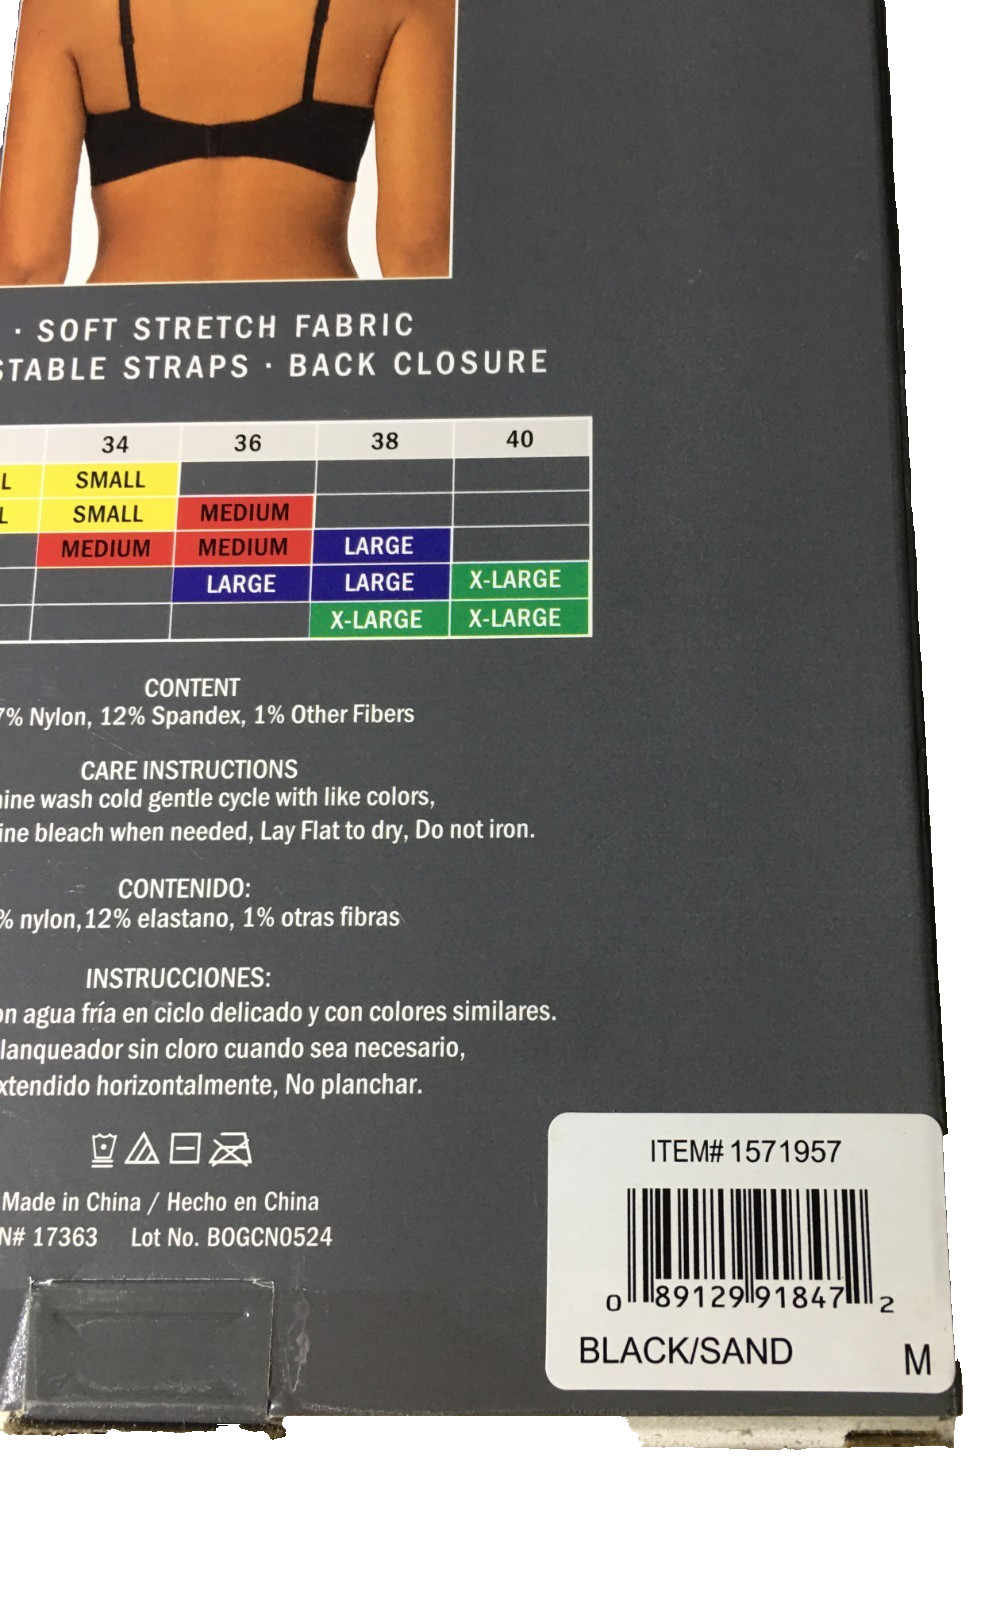 · SOFT STRETCH FABRIC
STABLE STRAPS · BACK CLOSURE
34 36 38 40
L SMALL
L SMALL MEDIUM
MEDIUM MEDIUM LARGE
LARGE LARGE X-LARGE
X-LARGE X-LARGE
CONTENT
7% Nylon, 12% Spandex, 1% Other Fibers
CARE INSTRUCTIONS
ine wash cold gentle cycle with like colors,
ine bleach when needed, Lay Flat to dry, Do not iron.
CONTENIDO:
% nylon,12% elastano, 1% otras fibras
INSTRUCCIONES:
on agua fría en ciclo delicado y con colores similares.
lanqueador sin cloro cuando sea necesario,
xtendido horizontalmente, No planchar.
Made in China / Hecho en China
N# 17363 Lot No. BOGCN0524
ITEM# 1571957
0 89129 91847 2
BLACK/SAND M